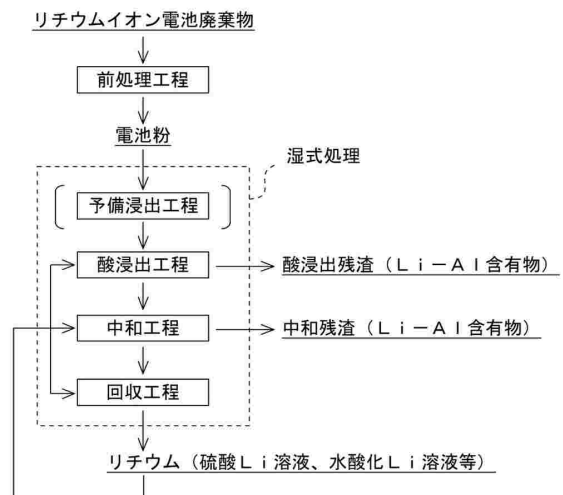 リチウムイオン電池廃棄物
前処理工程
電池粉
湿式処理
予備浸出工程
酸浸出工程
酸浸出残渣(Li-Al含有物)
中和工程
中和残渣(Li-Al含有物)
回収工程
リチウム(硫酸Li溶液、水酸化Li溶液等)